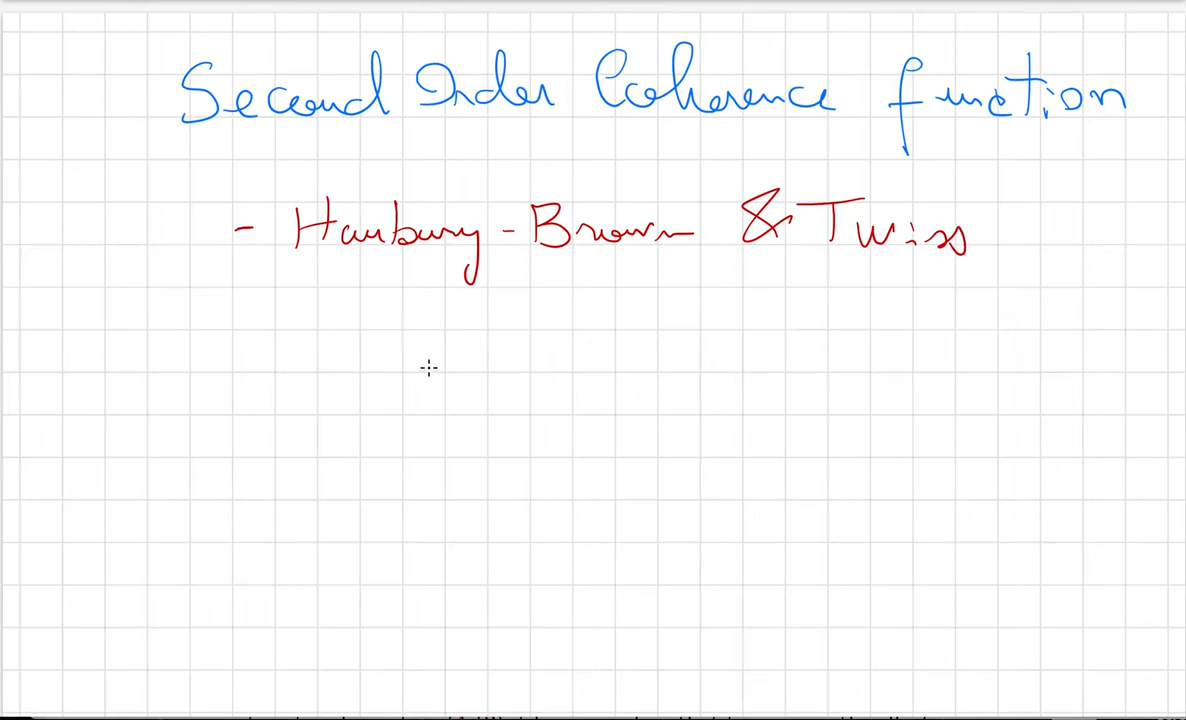 Second Order Coherence function
- Hanbury-Brown & Twiss